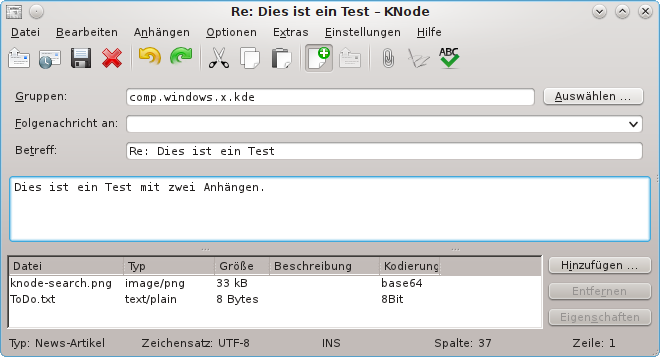 Re: Dies ist ein Test – KNode
Datei Bearbeiten Anhängen Optionen Extras Einstellungen Hilfe
ABC
Gruppen: comp.windows.x.kde Auswählen ...
Folgenachricht an:
Betreff: Re: Dies ist ein Test
Dies ist ein Test mit zwei Anhängen.
Datei Typ Größe Beschreibung Kodierung
knode-search.png image/png 33 kB base64
ToDo.txt text/plain 8 Bytes 8Bit
Hinzufügen ...
Entfernen
Eigenschaften
Typ: News-Artikel Zeichensatz: UTF-8 INS Spalte: 37 Zeile: 1